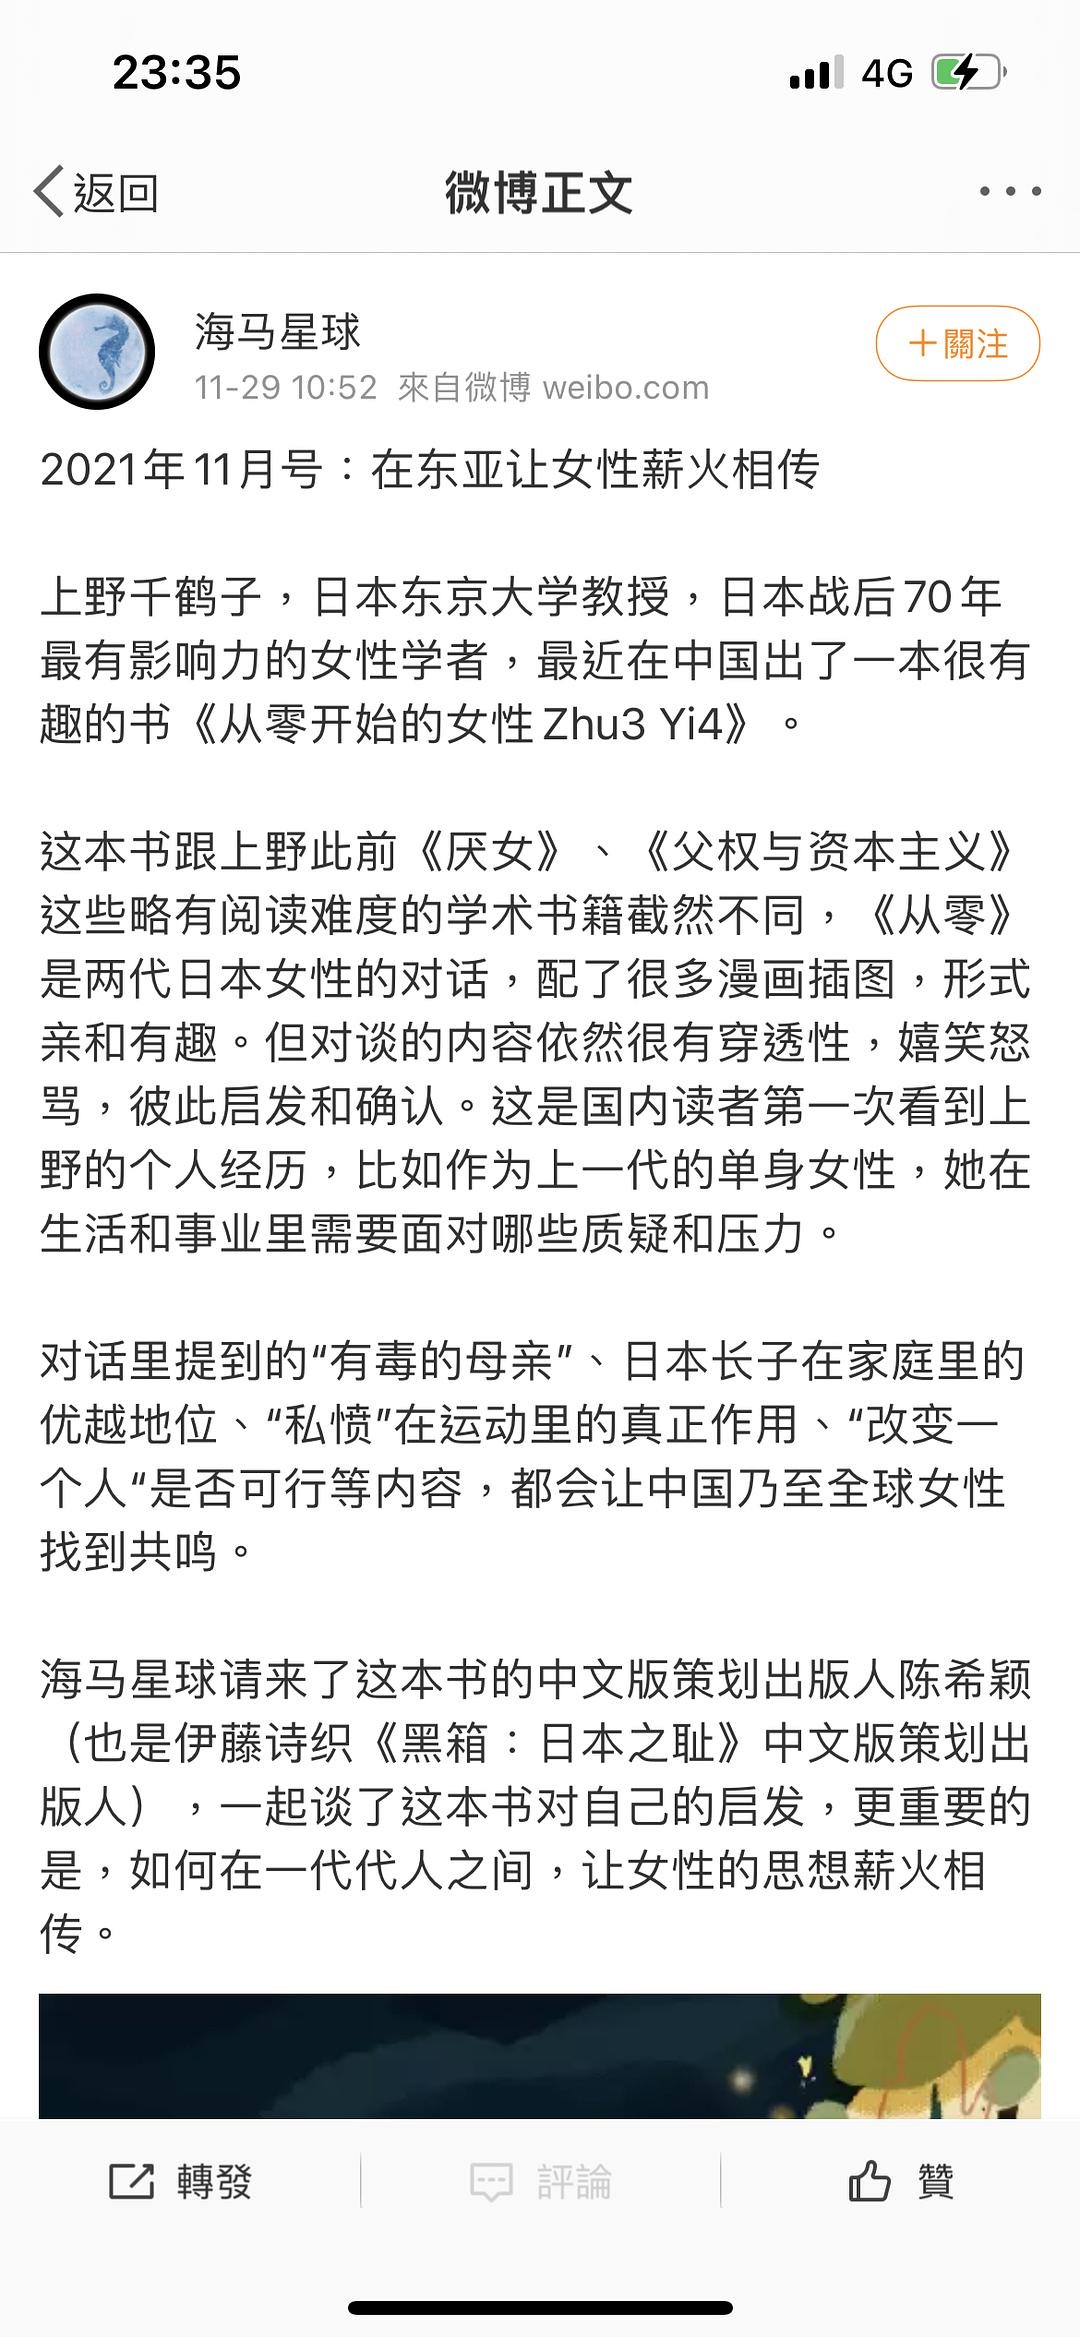 23:35
4G
返回
微博正文
海马星球
＋關注
11-29 10:52 來自微博 weibo.com
2021年11月号：在东亚让女性薪火相传
上野千鹤子，日本东京大学教授，日本战后70年
最有影响力的女性学者，最近在中国出了一本很有
趣的书《从零开始的女性Zhu3 Yi4》。
这本书跟上野此前《厌女》、《父权与资本主义》
这些略有阅读难度的学术书籍截然不同，《从零》
是两代日本女性的对话，配了很多漫画插图，形式
亲和有趣。但对谈的内容依然很有穿透性，嬉笑怒
骂，彼此启发和确认。这是国内读者第一次看到上
野的个人经历，比如作为上一代的单身女性，她在
生活和事业里需要面对哪些质疑和压力。
对话里提到的“有毒的母亲”、日本长子在家庭里的
优越地位、“私愤”在运动里的真正作用、“改变一
个人“是否可行等内容，都会让中国乃至全球女性
找到共鸣。
海马星球请来了这本书的中文版策划出版人陈希颖
（也是伊藤诗织《黑箱：日本之耻》中文版策划出
版人），一起谈了这本书对自己的启发，更重要的
是，如何在一代代人之间，让女性的思想薪火相
传。
轉發
評論
贊